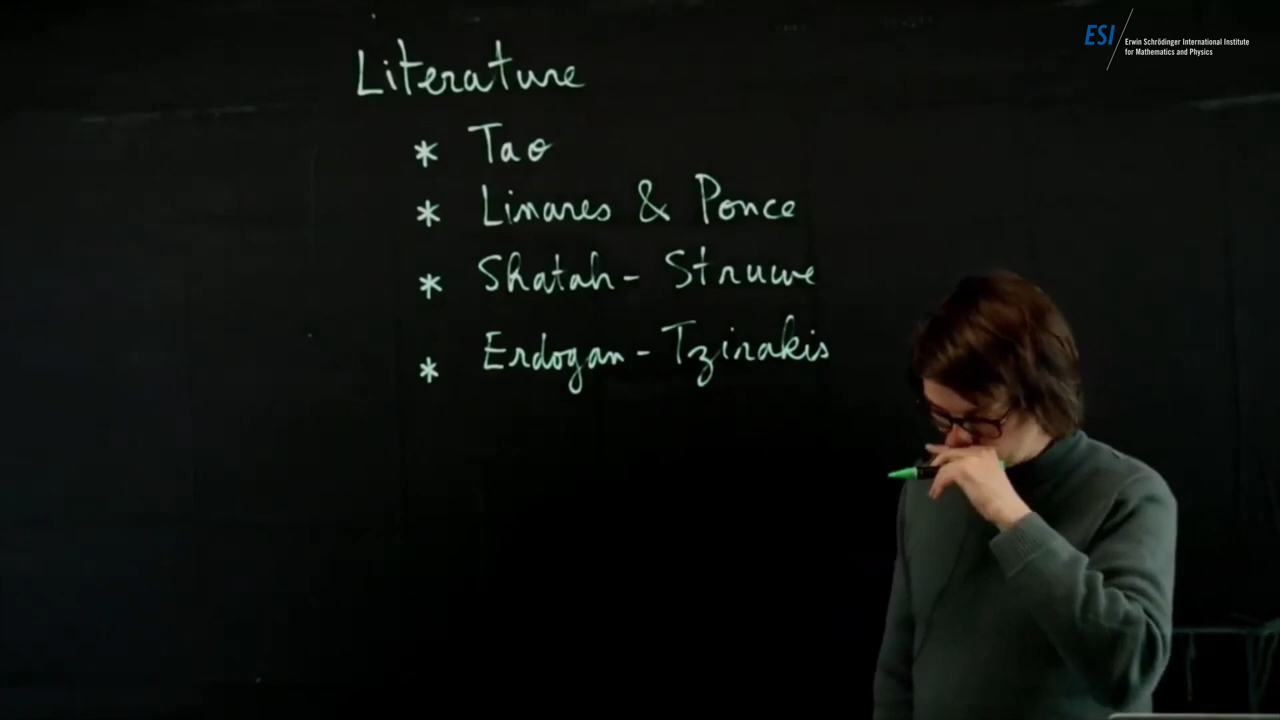 ESI
Erwin Schrödinger International Institute
for Mathematics and Physics
Literature
* Tao
* Linares & Ponce
* Shatah - Struwe
* Erdogan - Tzirakis